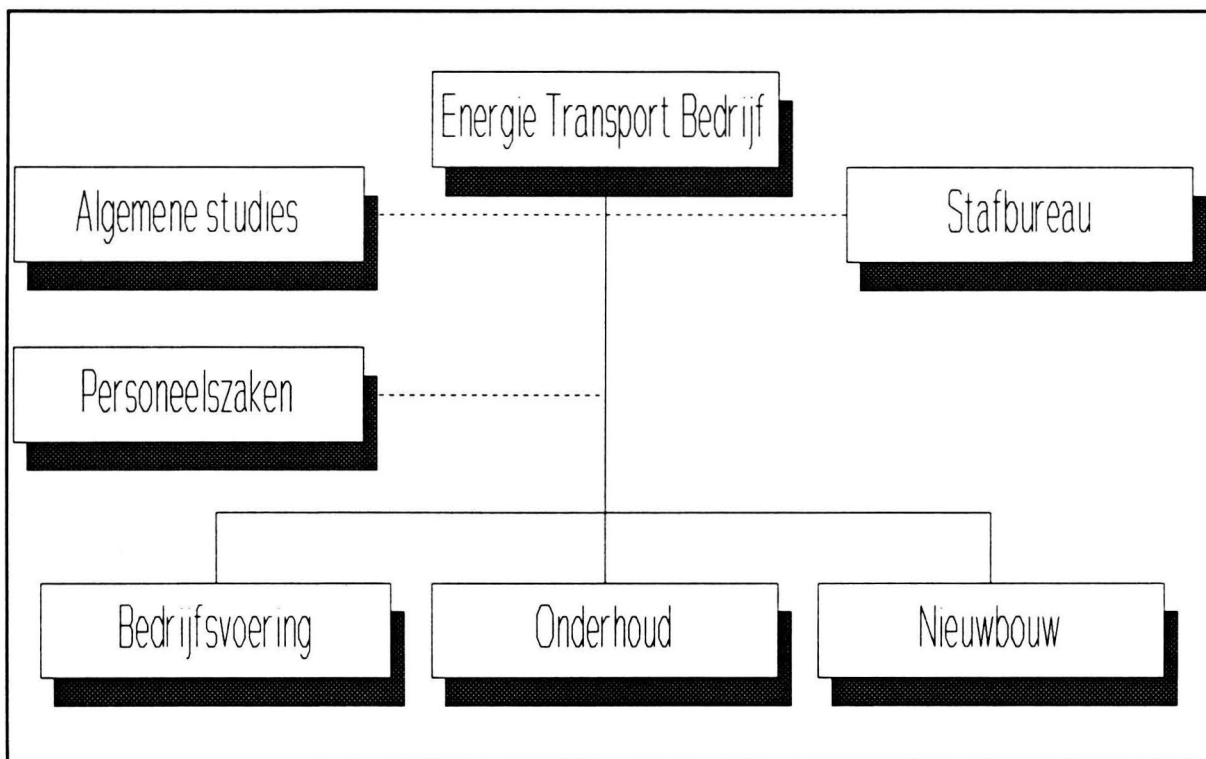 Energie Transport Bedrijf
Algemene studies
Stafbureau
Personeelszaken
Bedrijfsvoering
Onderhoud
Nieuwbouw